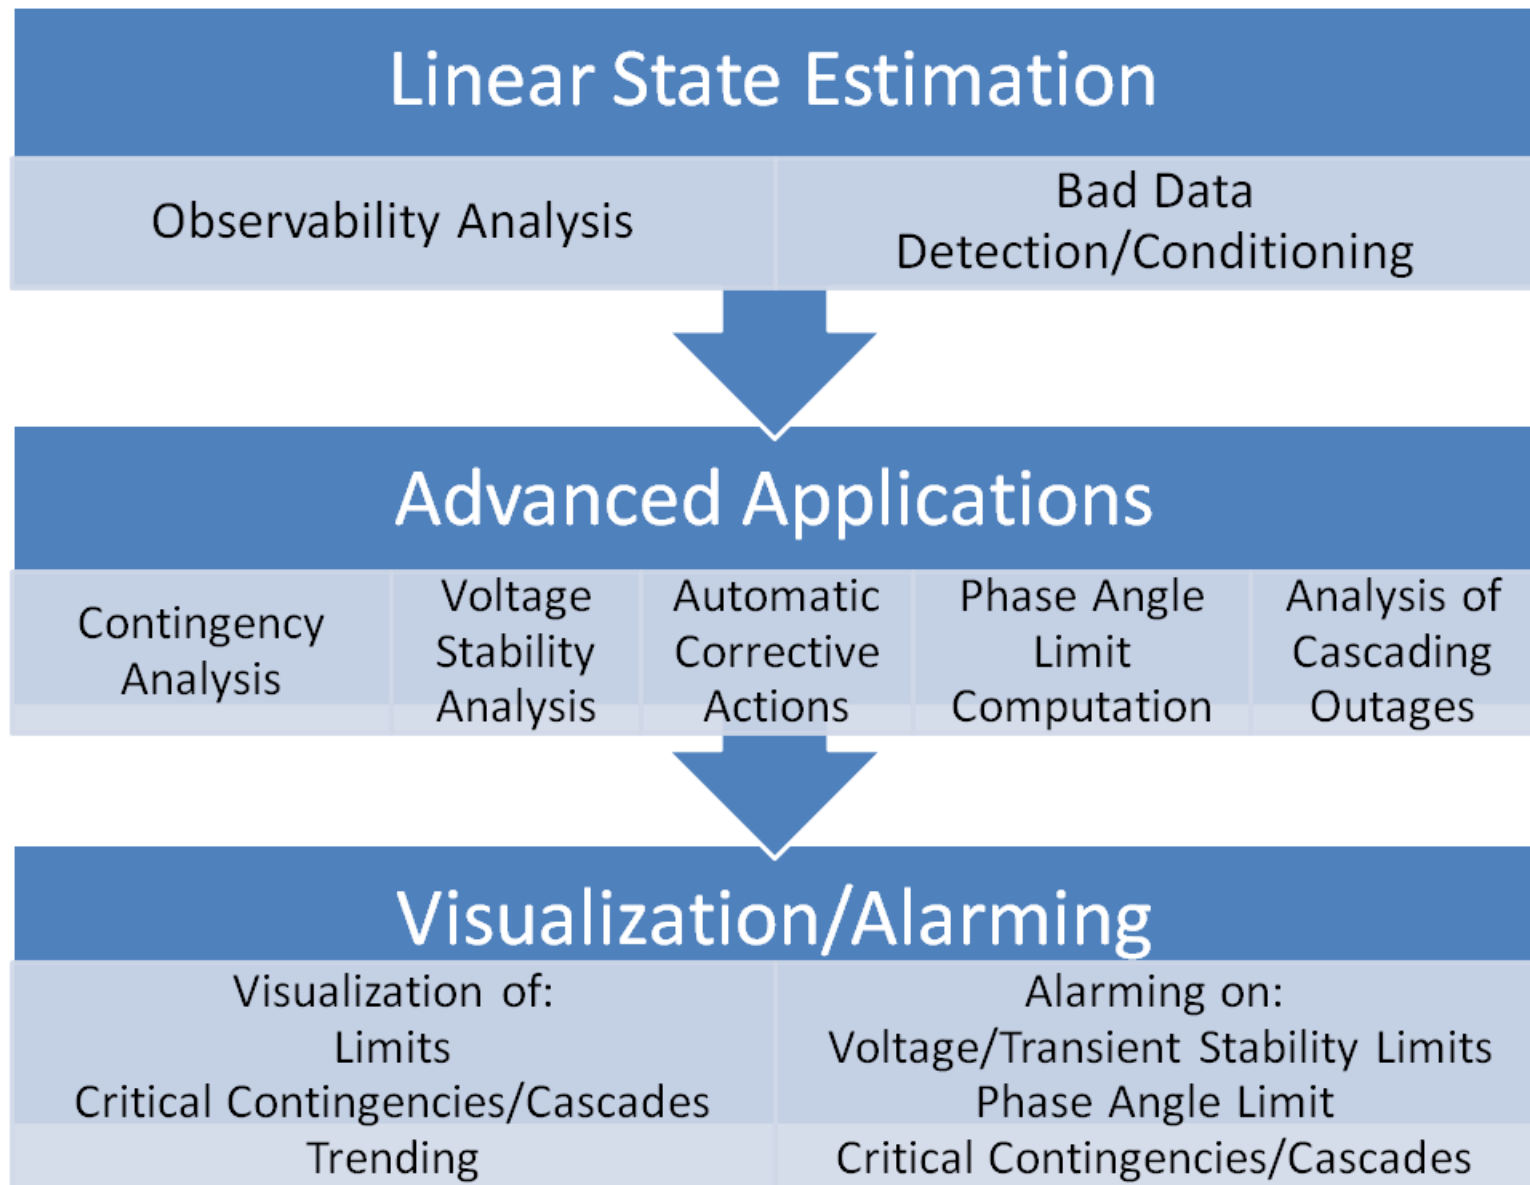 Linear State Estimation
Observability Analysis
Bad Data
Detection/Conditioning
Advanced Applications
Contingency
Analysis
Voltage
Stability
Analysis
Automatic
Corrective
Actions
Phase Angle
Limit
Computation
Analysis of
Cascading
Outages
Visualization/Alarming
Visualization of:
Limits
Critical Contingencies/Cascades
Trending
Alarming on:
Voltage/Transient Stability Limits
Phase Angle Limit
Critical Contingencies/Cascades